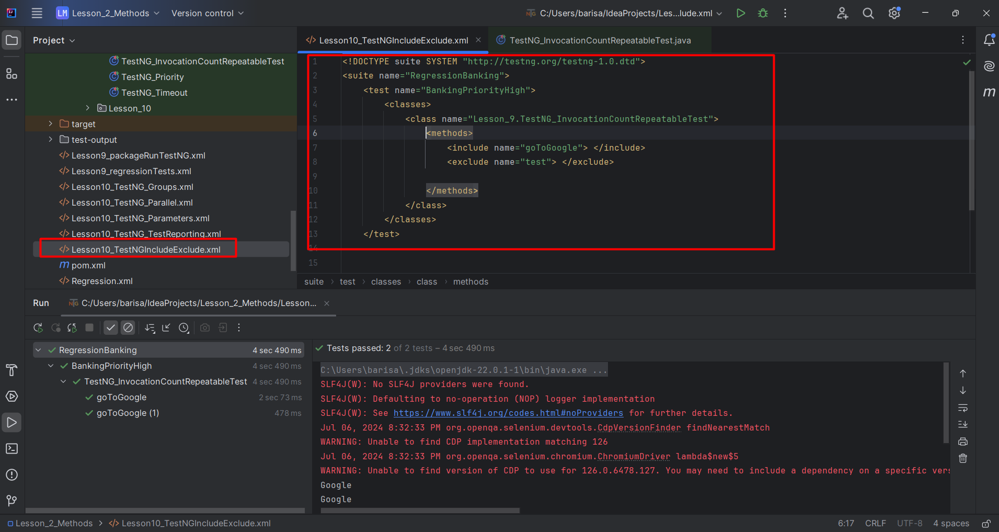 LM Lesson_2_Methods Version control
NTG C:/Users/barisa/IdeaProjects/Les...lude.xml
Project
TestNG_InvocationCountRepeatableTest
TestNG_Priority
TestNG_Timeout
Lesson_10
target
test-output
Lesson9_packageRunTestNG.xml
Lesson9_regressionTests.xml
Lesson10_TestNG_Groups.xml
Lesson10_TestNG_Parallel.xml
Lesson10_TestNG_Parameters.xml
Lesson10_TestNG_TestReporting.xml
Lesson10_TestNGIncludeExclude.xml
m pom.xml
Regression.xml
Lesson10_TestNGIncludeExclude.xml TestNG_InvocationCountRepeatableTest.java
1 <!DOCTYPE suite SYSTEM "http://testng.org/testng-1.0.dtd">
2 <suite name="RegressionBanking">
3 <test name="BankingPriorityHigh">
4 <classes>
5 <class name="Lesson_9.TestNG_InvocationCountRepeatableTest">
6 <methods>
7 <include name="goToGoogle"> </include>
8 <exclude name="test"> </exclude>
9
10 </methods>
11 </class>
12 </classes>
13 </test>
14
15
suite › test › classes › class › methods
m
Run NTG C:/Users/barisa/IdeaProjects/Lesson_2_Methods/Lesson...
RegressionBanking 4 sec 490 ms
BankingPriorityHigh 4 sec 490 ms
TestNG_InvocationCountRepeatableTest 4 sec 490 ms
goToGoogle 2 sec 73 ms
goToGoogle (1) 478 ms
Tests passed: 2 of 2 tests – 4 sec 490 ms
C:\Users\barisa\.jdks\openjdk-22.0.1-1\bin\java.exe ...
SLF4J(W): No SLF4J providers were found.
SLF4J(W): Defaulting to no-operation (NOP) logger implementation
SLF4J(W): See https://www.slf4j.org/codes.html#noProviders for further details.
Jul 06, 2024 8:32:33 PM org.openqa.selenium.devtools.CdpVersionFinder findNearestMatch
WARNING: Unable to find CDP implementation matching 126
Jul 06, 2024 8:32:33 PM org.openqa.selenium.chromium.ChromiumDriver lambda$new$5
WARNING: Unable to find version of CDP to use for 126.0.6478.127. You may need to include a dependency on a specific vers
Google
Google
Lesson_2_Methods › Lesson10_TestNGIncludeExclude.xml
6:17 CRLF UTF-8 4 spaces